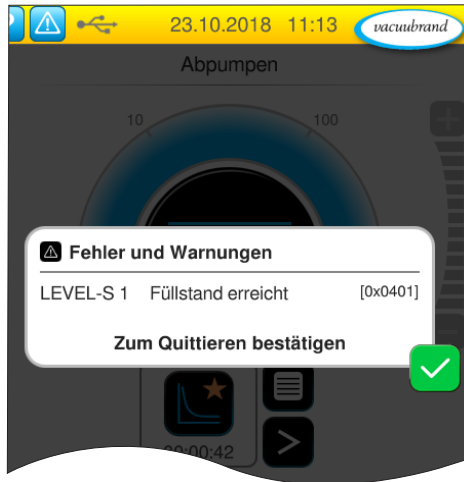 23.10.2018 11:13 vacuubrand
Abpumpen
10 100
Fehler und Warnungen
LEVEL-S 1 Füllstand erreicht [0x0401]
Zum Quittieren bestätigen
00:00:42